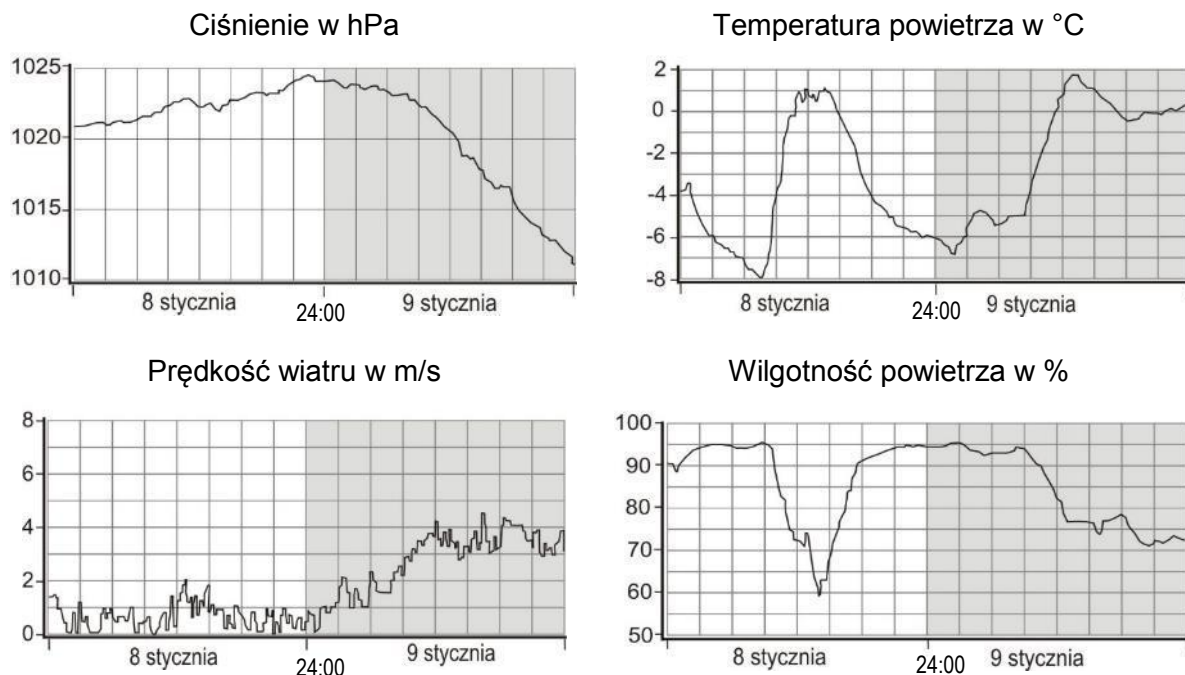 Ciśnienie w hPa
1025
1020
1015
1010
8 stycznia
24:00
9 stycznia
Temperatura powietrza w °C
2
0
-2
-4
-6
-8
8 stycznia
24:00
9 stycznia
Prędkość wiatru w m/s
8
6
4
2
0
8 stycznia
24:00
9 stycznia
Wilgotność powietrza w %
100
90
80
70
60
50
8 stycznia
24:00
9 stycznia